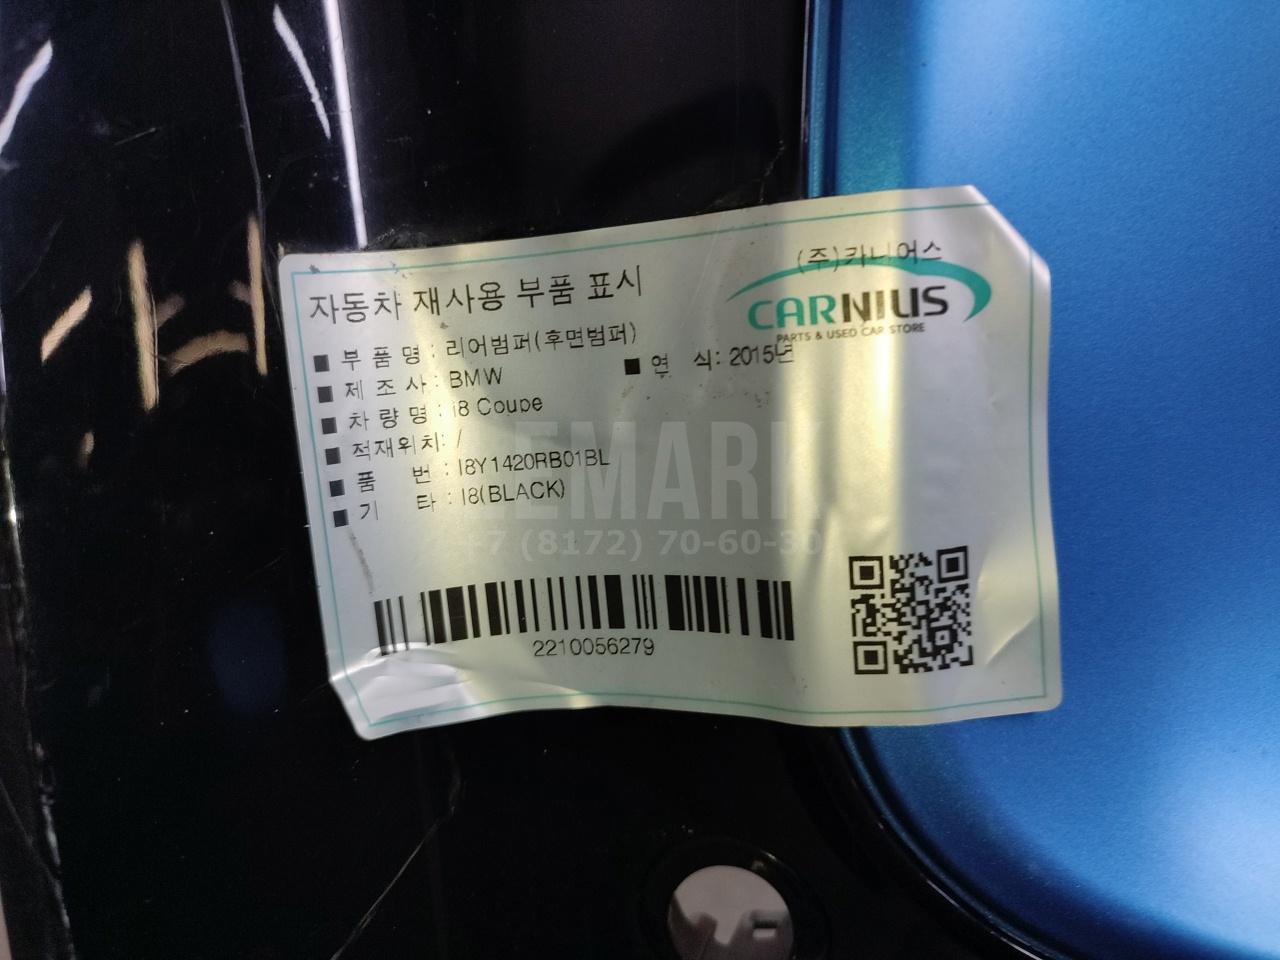 (주)카니어스
CARNIUS
PARTS & USED CAR STORE
자동차 재사용 부품 표시
■ 부 품 명 : 리어범퍼(후면범퍼)
■ 제 조 사 : BMW ■ 연 식 : 2015년
■ 차 량 명 : i8 Coupe
■ 적재위치: /
■ 품 번 : I8Y1420RB01BL
■ 기 타 : I8(BLACK)
LEMARK
+7 (8172) 70-60-30
2210056279